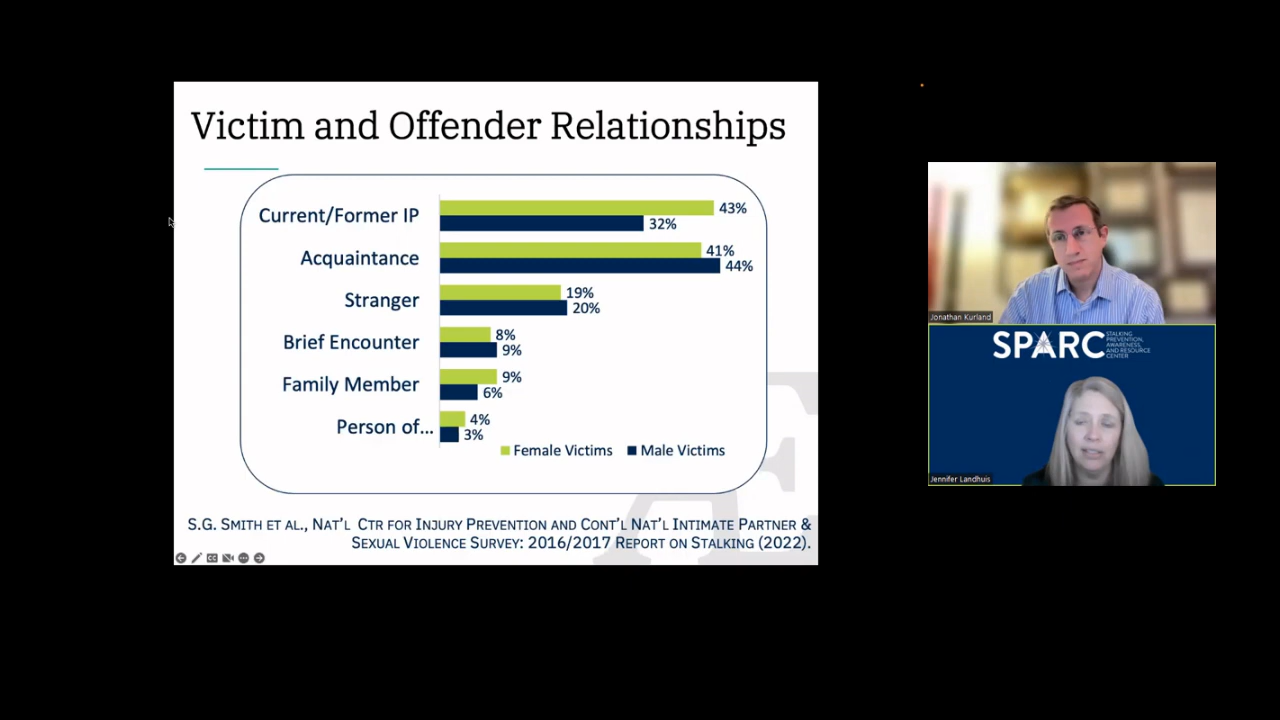 Victim and Offender Relationships
Current/Former IP
43%
32%
Acquaintance
41%
44%
Stranger
19%
20%
Brief Encounter
8%
9%
Family Member
9%
6%
Person of...
4%
3%
Female Victims
Male Victims
S.G. SMITH ET AL., NAT'L CTR FOR INJURY PREVENTION AND CONT'L NAT'L INTIMATE PARTNER &
SEXUAL VIOLENCE SURVEY: 2016/2017 REPORT ON STALKING (2022).
Æ
CC
Jonathan Kurland
SPARC
STALKING
PREVENTION,
AWARENESS,
AND RESOURCE
CENTER
Jennifer Landhuis